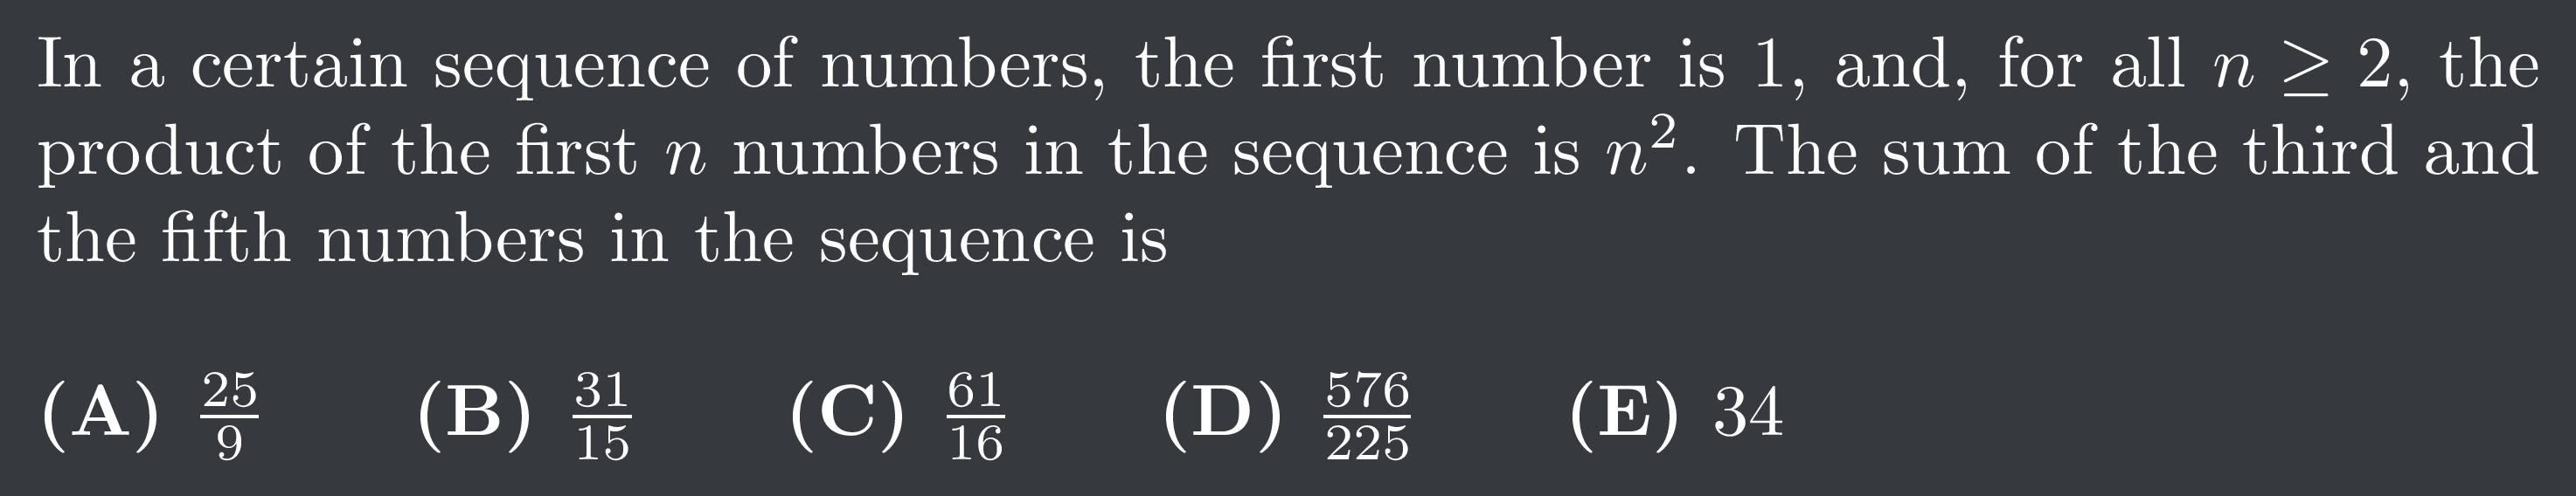 In a certain sequence of numbers, the first number is 1, and, for all $n \geq 2$, the
product of the first $n$ numbers in the sequence is $n^2$. The sum of the third and
the fifth numbers in the sequence is
(A) $\frac{25}{9}$ (B) $\frac{31}{15}$ (C) $\frac{61}{16}$ (D) $\frac{576}{225}$ (E) 34